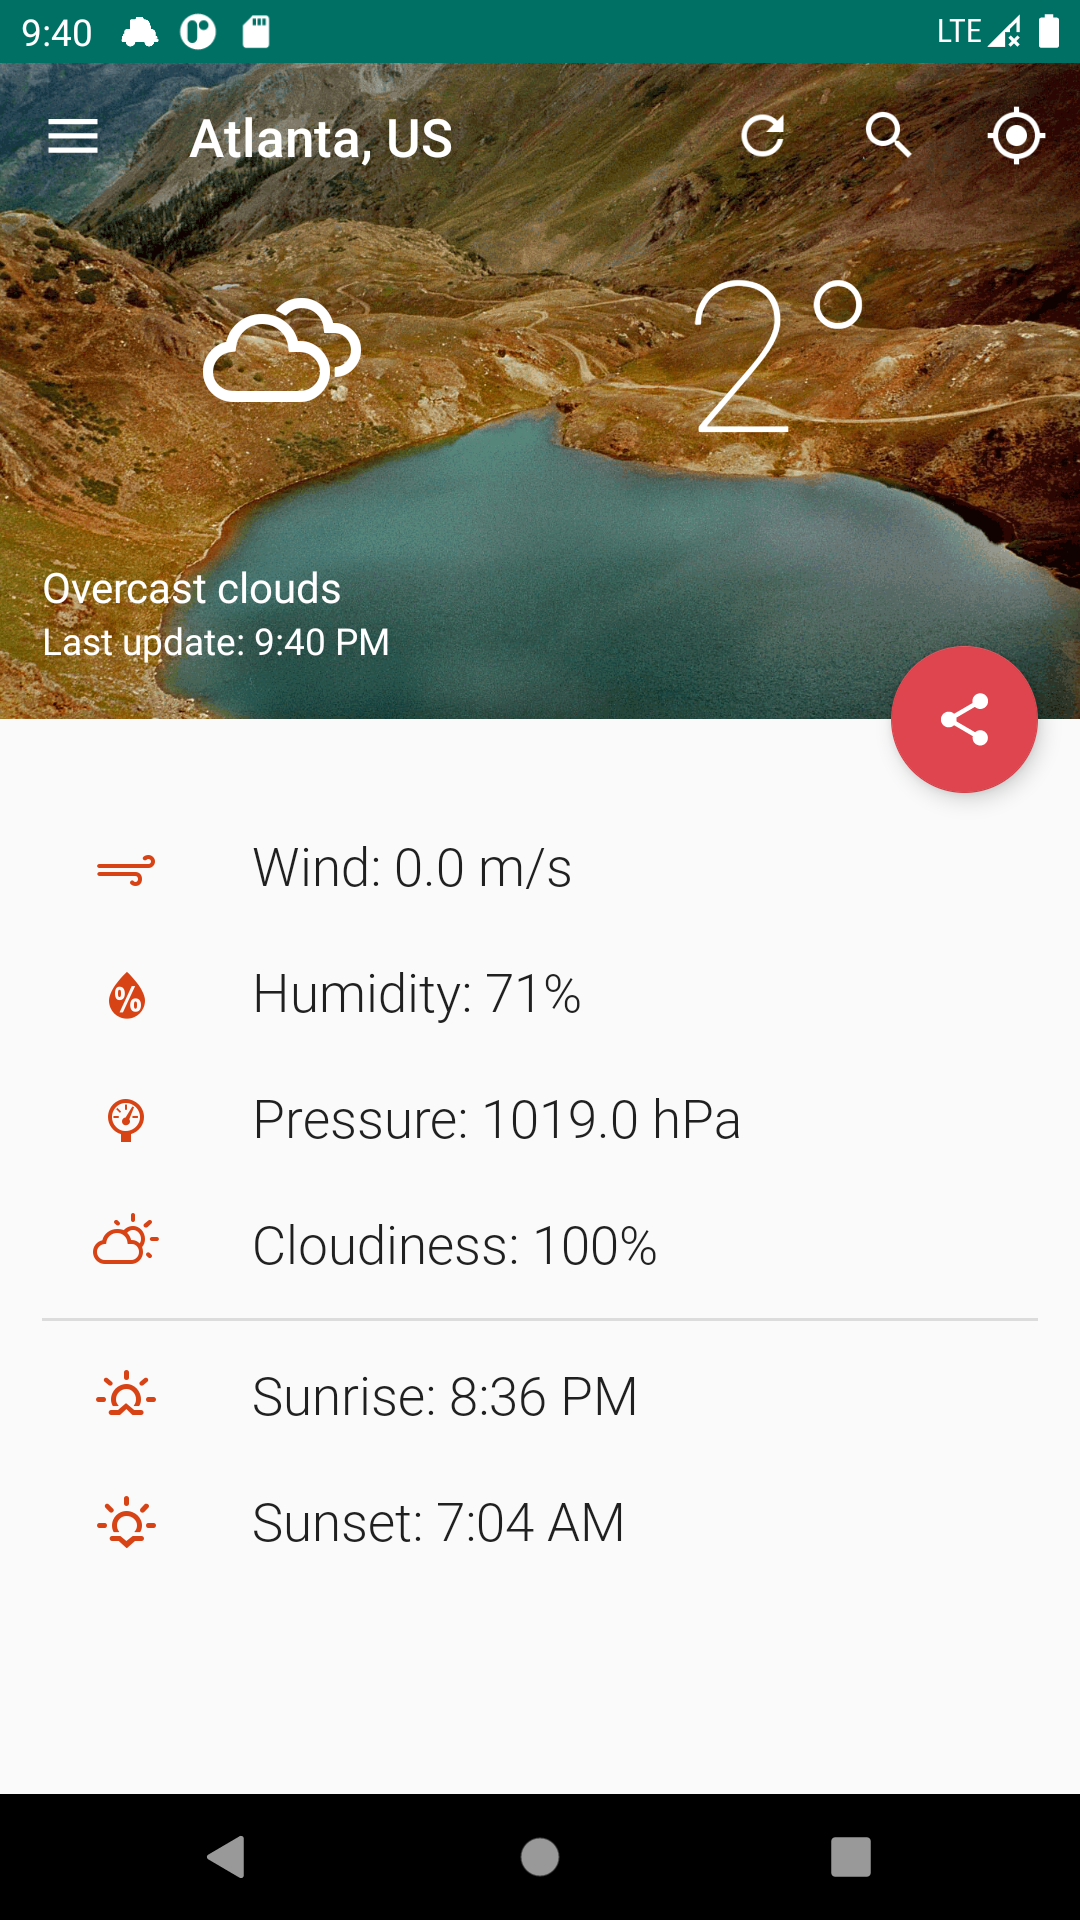 9:40 LTE
Atlanta, US
2°
Overcast clouds
Last update: 9:40 PM
Wind: 0.0 m/s
Humidity: 71%
Pressure: 1019.0 hPa
Cloudiness: 100%
Sunrise: 8:36 PM
Sunset: 7:04 AM